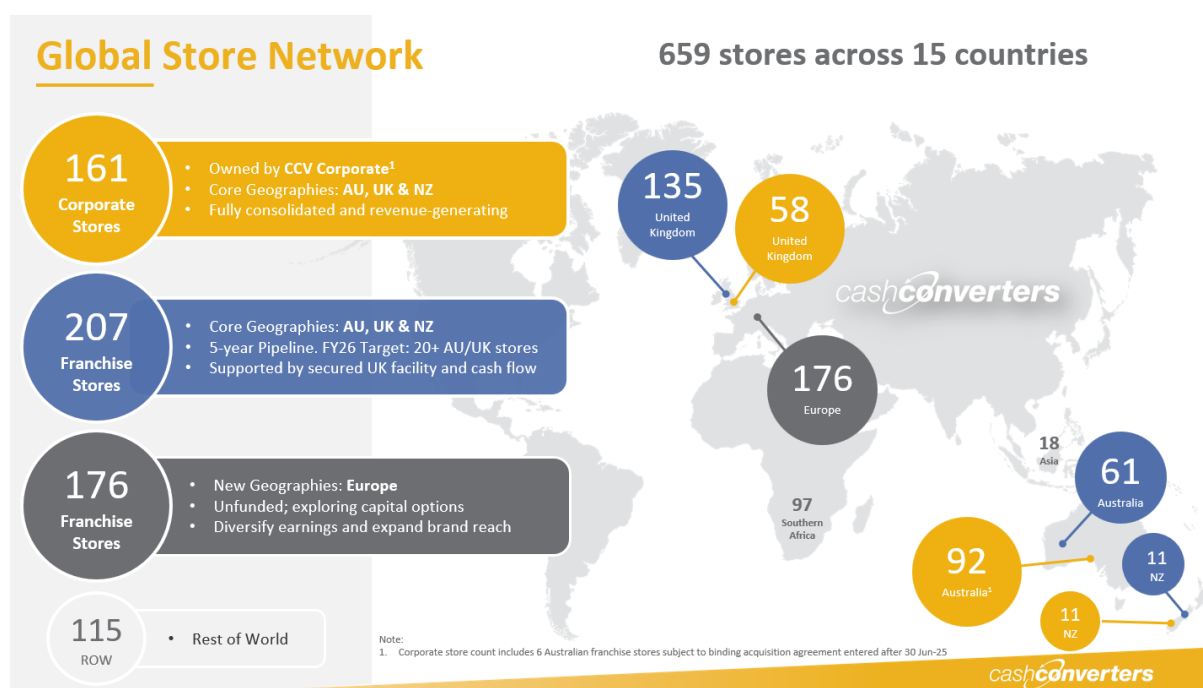 Global Store Network
659 stores across 15 countries
161
Corporate
Stores
• Owned by CCV Corporate1
• Core Geographies: AU, UK & NZ
• Fully consolidated and revenue-generating
207
Franchise
Stores
• Core Geographies: AU, UK & NZ
• 5-year Pipeline. FY26 Target: 20+ AU/UK stores
• Supported by secured UK facility and cash flow
176
Franchise
Stores
• New Geographies: Europe
• Unfunded; exploring capital options
• Diversify earnings and expand brand reach
115
ROW
• Rest of World
135
United
Kingdom
58
United
Kingdom
cashconverters
176
Europe
18
Asia
97
Southern
Africa
61
Australia
92
Australia1
11
NZ
11
NZ
Note:
1. Corporate store count includes 6 Australian franchise stores subject to binding acquisition agreement entered after 30 Jun-25
cashconverters